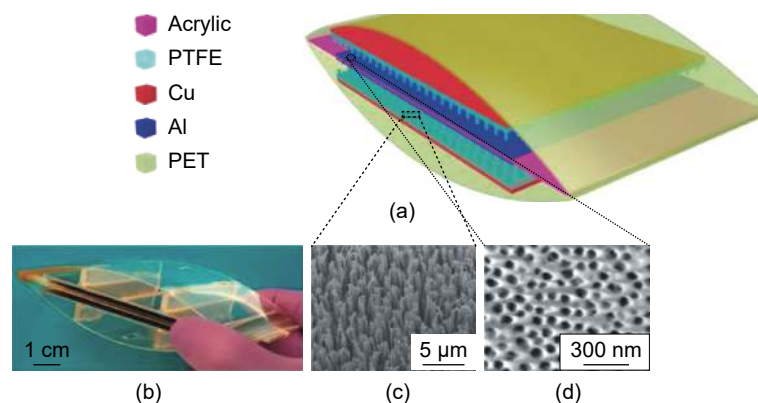 Acrylic
PTFE
Cu
Al
PET
(a)
1 cm
5 μm
300 nm
(b)
(c)
(d)